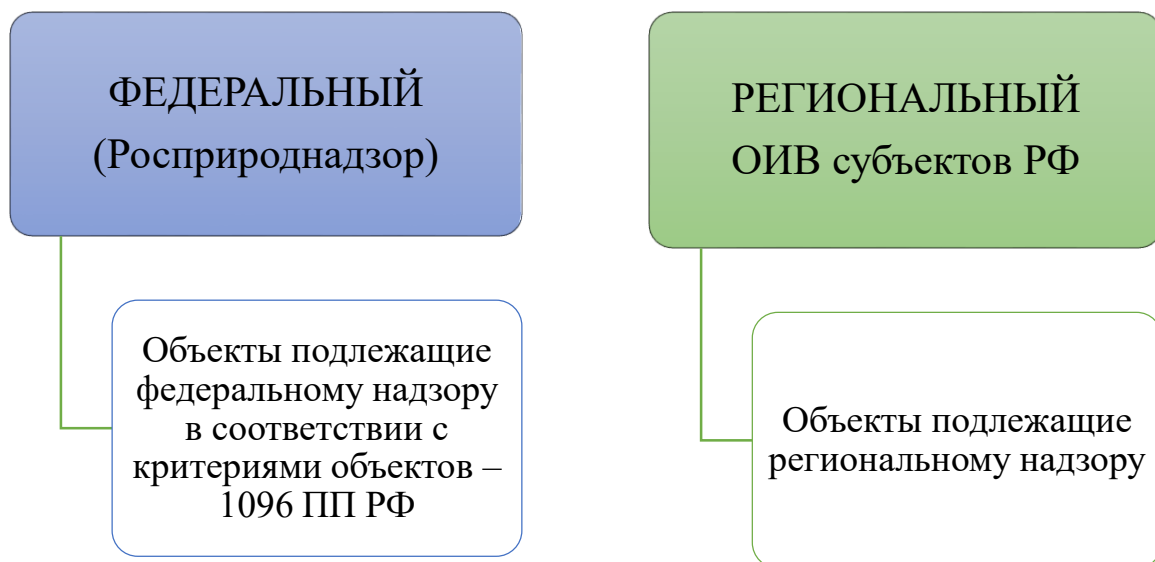 ФЕДЕРАЛЬНЫЙ
(Росприроднадзор)
Объекты подлежащие
федеральному надзору
в соответствии с
критериями объектов –
1096 ПП РФ
РЕГИОНАЛЬНЫЙ
ОИВ субъектов РФ
Объекты подлежащие
региональному надзору